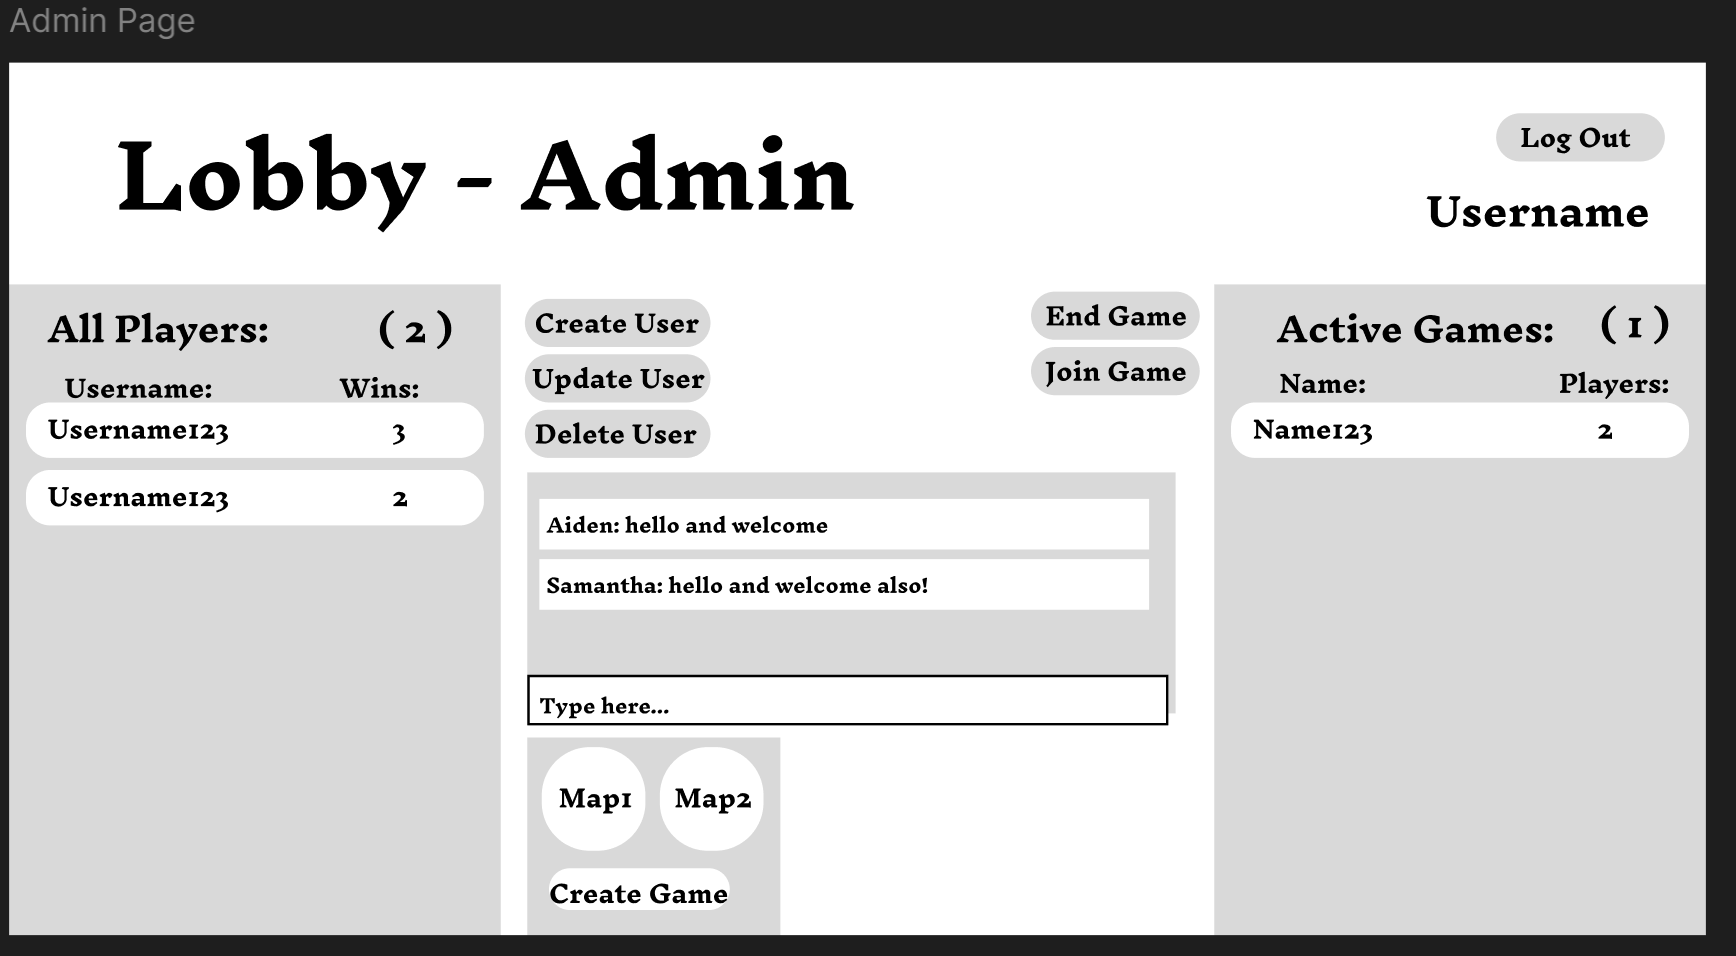 Admin Page
Lobby - Admin
Log Out
Username
All Players: ( 2 )
Username: Wins:
Username123 3
Username123 2
Create User
Update User
Delete User
End Game
Join Game
Aiden: hello and welcome
Samantha: hello and welcome also!
Type here...
Map1 Map2
Create Game
Active Games: ( 1 )
Name: Players:
Name123 2